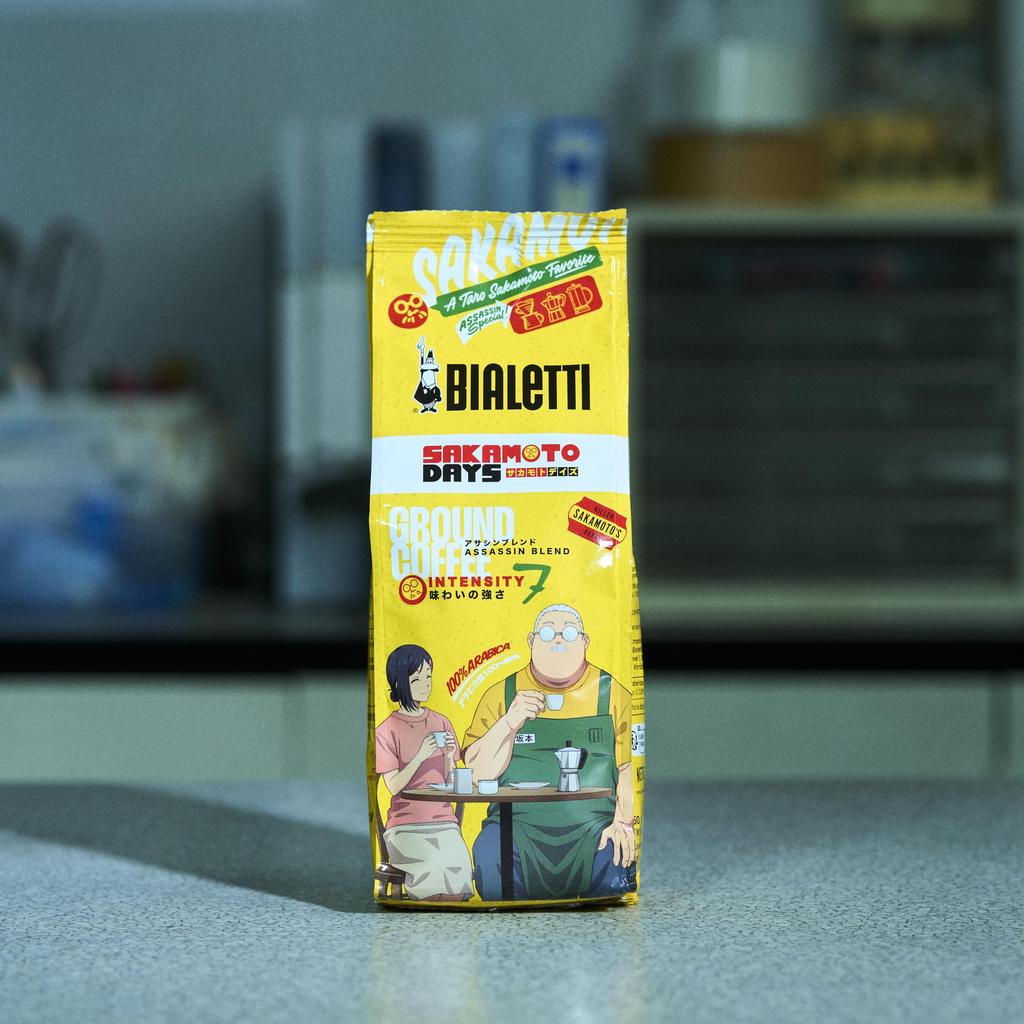 SAKAMO
A Taro Sakamoto Favorite
ASSASSIN
Special!
BIALETTI
SAKAMOTO
DAYS サカモトデイズ
KILLER
SAKAMOTO'S
GROUND
COFFEE
アサシンブレンド
ASSASSIN BLEND
INTENSITY 7
味わいの強さ
100% ARABICA
坂本